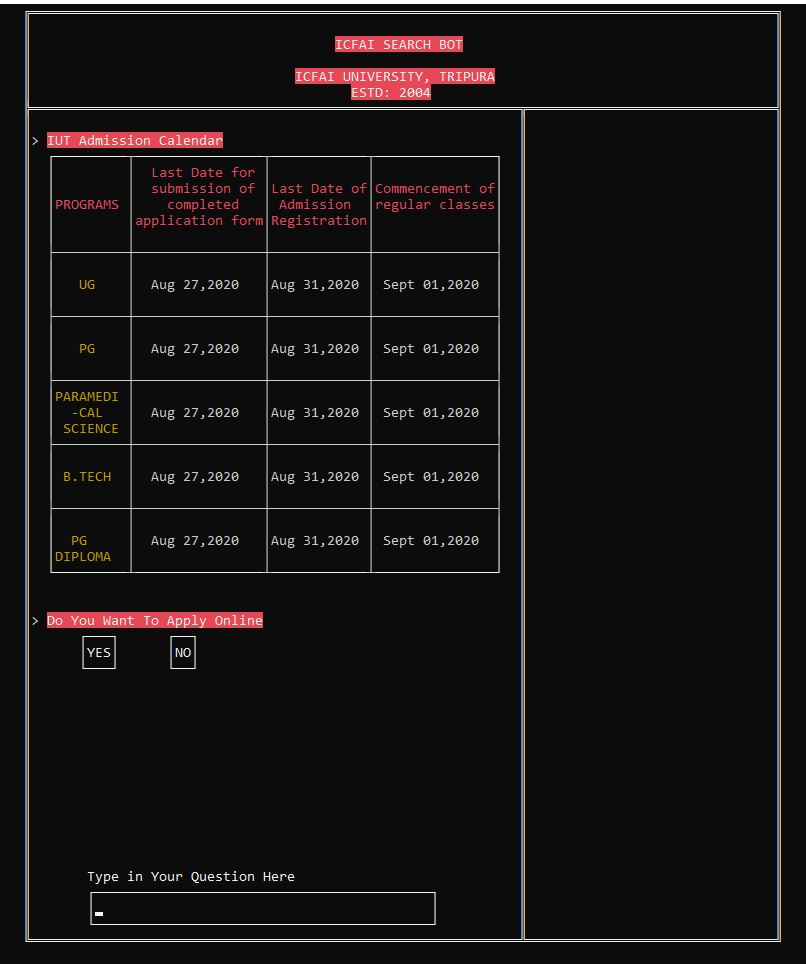 ICFAI SEARCH BOT
ICFAI UNIVERSITY, TRIPURA
ESTD: 2004
> IUT Admission Calendar
PROGRAMS
Last Date for
submission of
completed
application form
Last Date of
Admission
Registration
Commencement of
regular classes
UG Aug 27,2020 Aug 31,2020 Sept 01,2020
PG Aug 27,2020 Aug 31,2020 Sept 01,2020
PARAMEDI
-CAL Aug 27,2020 Aug 31,2020 Sept 01,2020
SCIENCE
B.TECH Aug 27,2020 Aug 31,2020 Sept 01,2020
PG Aug 27,2020 Aug 31,2020 Sept 01,2020
DIPLOMA
> Do You Want To Apply Online
YES NO
Type in Your Question Here